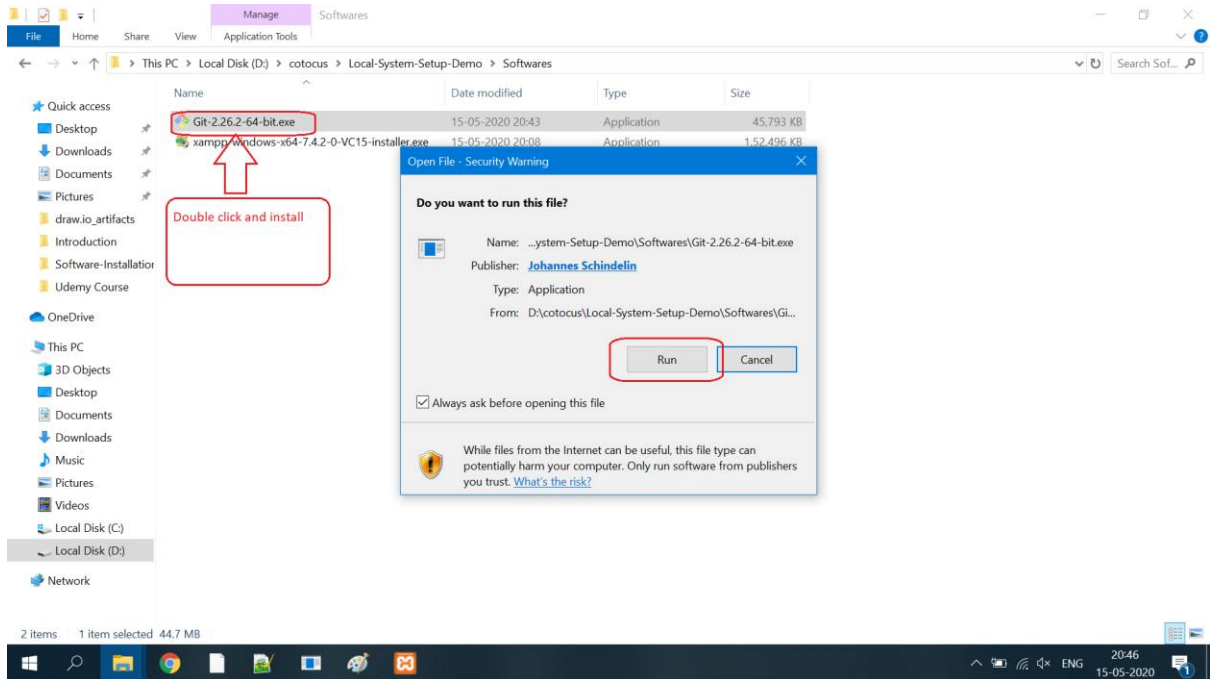 Manage Softwares
File Home Share View Application Tools
This PC > Local Disk (D:) > cotocus > Local-System-Setup-Demo > Softwares
Search Sof...
Name Date modified Type Size
Git-2.26.2-64-bit.exe 15-05-2020 20:43 Application 45,793 KB
xampp-windows-x64-7.4.2-0-VC15-installer.exe 15-05-2020 20:08 Application 1,52,496 KB
Quick access
Desktop
Downloads
Documents
Pictures
draw.io_artifacts
Introduction
Software-Installation
Udemy Course
OneDrive
This PC
3D Objects
Desktop
Documents
Downloads
Music
Pictures
Videos
Local Disk (C:)
Local Disk (D:)
Network
Double click and install
Open File - Security Warning
Do you want to run this file?
Name: ...ystem-Setup-Demo\Softwares\Git-2.26.2-64-bit.exe
Publisher: Johannes Schindelin
Type: Application
From: D:\cotocus\Local-System-Setup-Demo\Softwares\Gi...
Run Cancel
Always ask before opening this file
While files from the Internet can be useful, this file type can
potentially harm your computer. Only run software from publishers
you trust. What's the risk?
2 items 1 item selected 44.7 MB
ENG
20:46
15-05-2020